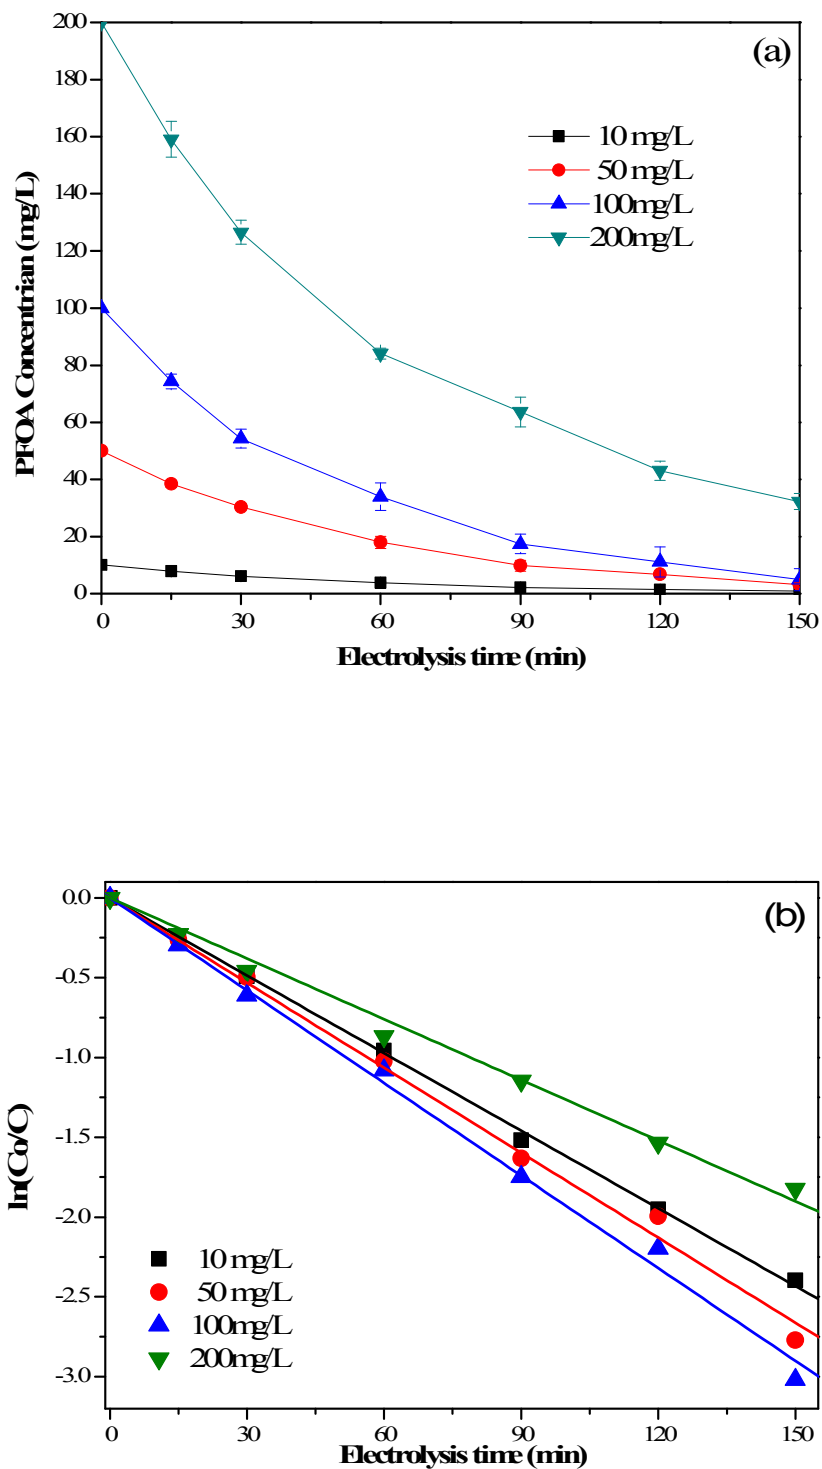 (a)
200
180
160
140
120
100
80
60
40
20
0
PFOA Concentrian (mg/L)
10 mg/L
50 mg/L
100mg/L
200mg/L
0 30 60 90 120 150
Electrolysis time (min)
(b)
0.0
-0.5
-1.0
-1.5
-2.0
-2.5
-3.0
ln(Co/C)
10 mg/L
50 mg/L
100mg/L
200mg/L
0 30 60 90 120 150
Electrolysis time (min)